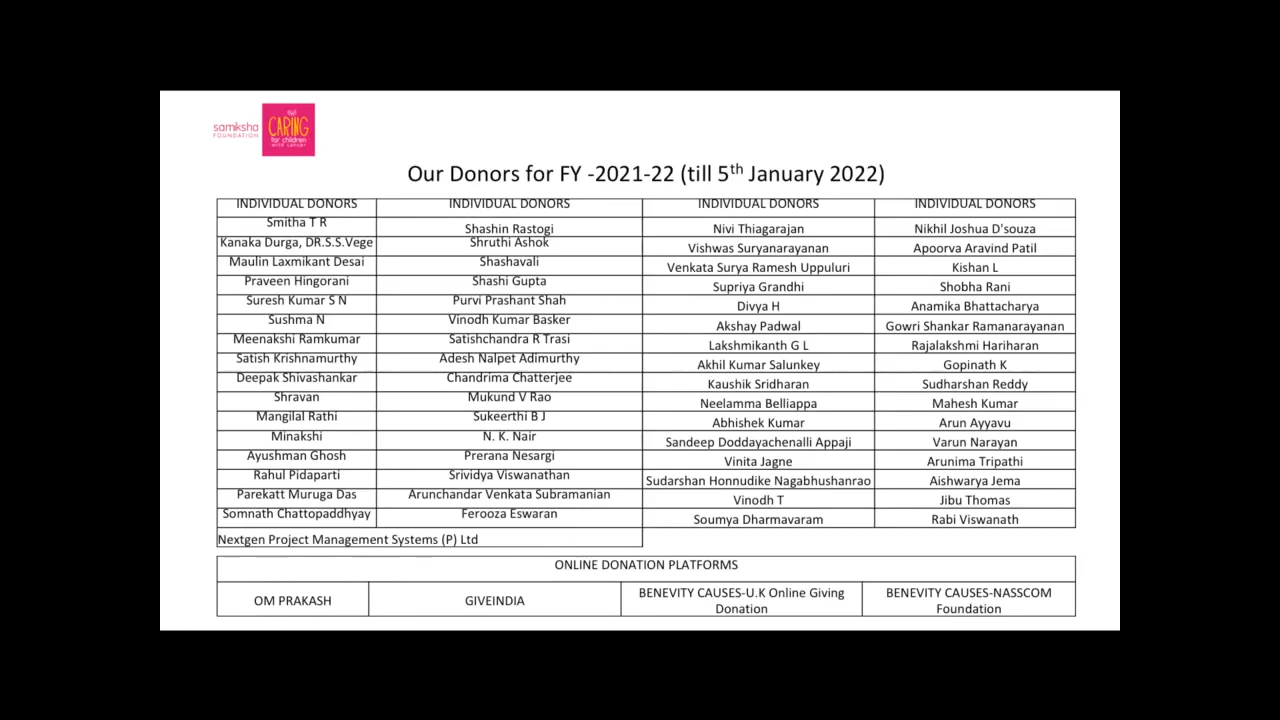 samiksha
FOUNDATION
CARING
for children
with cancer
Our Donors for FY -2021-22 (till 5th January 2022)
INDIVIDUAL DONORS INDIVIDUAL DONORS INDIVIDUAL DONORS INDIVIDUAL DONORS
Smitha T R Shashin Rastogi Nivi Thiagarajan Nikhil Joshua D'souza
Kanaka Durga, DR.S.S.Vege Shruthi Ashok Vishwas Suryanarayanan Apoorva Aravind Patil
Maulin Laxmikant Desai Shashavali Venkata Surya Ramesh Uppuluri Kishan L
Praveen Hingorani Shashi Gupta Supriya Grandhi Shobha Rani
Suresh Kumar S N Purvi Prashant Shah Divya H Anamika Bhattacharya
Sushma N Vinodh Kumar Basker Akshay Padwal Gowri Shankar Ramanarayanan
Meenakshi Ramkumar Satishchandra R Trasi Lakshmikanth G L Rajalakshmi Hariharan
Satish Krishnamurthy Adesh Nalpet Adimurthy Akhil Kumar Salunkey Gopinath K
Deepak Shivashankar Chandrima Chatterjee Kaushik Sridharan Sudharshan Reddy
Shravan Mukund V Rao Neelamma Belliappa Mahesh Kumar
Mangilal Rathi Sukeerthi B J Abhishek Kumar Arun Ayyavu
Minakshi N. K. Nair Sandeep Doddayachenalli Appaji Varun Narayan
Ayushman Ghosh Prerana Nesargi Vinita Jagne Arunima Tripathi
Rahul Pidaparti Srividya Viswanathan Sudarshan Honnudike Nagabhushanrao Aishwarya Jema
Parekatt Muruga Das Arunchandar Venkata Subramanian Vinodh T Jibu Thomas
Somnath Chattopaddhyay Ferooza Eswaran Soumya Dharmavaram Rabi Viswanath
Nextgen Project Management Systems (P) Ltd
ONLINE DONATION PLATFORMS
OM PRAKASH GIVEINDIA BENEVITY CAUSES-U.K Online Giving Donation BENEVITY CAUSES-NASSCOM Foundation